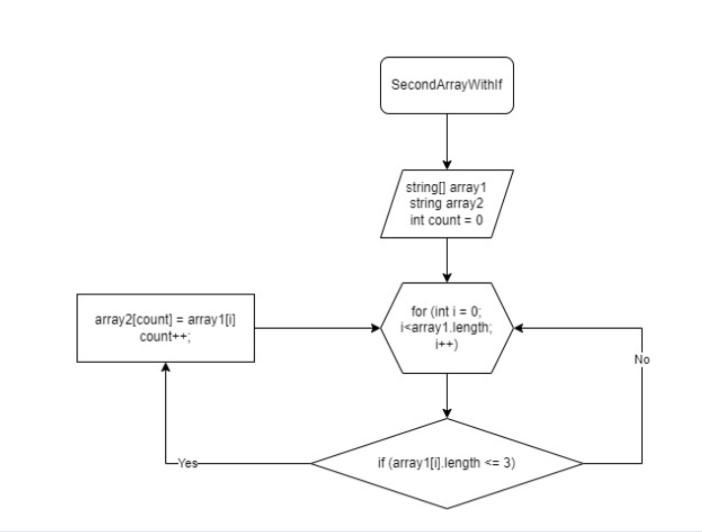 SecondArrayWithIf
string[] array1
string array2
int count = 0
for (int i = 0;
i<array1.length;
i++)
array2[count] = array1[i]
count++;
No
Yes
if (array1[i].length <= 3)